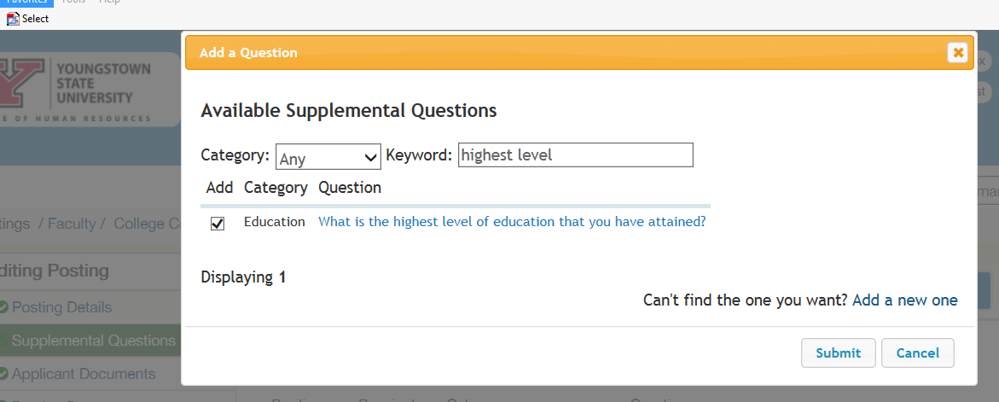 Favorites Tools Help
Select
Add a Question
YOUNGSTOWN
STATE
UNIVERSITY
E OF HUMAN RESOURCES
x
st
Available Supplemental Questions
Category: Any Keyword: highest level
Add Category Question
Education What is the highest level of education that you have attained?
tings / Faculty / College C
Displaying 1
diting Posting
Can't find the one you want? Add a new one
Posting Details
Supplemental Questions
Submit Cancel
Applicant Documents